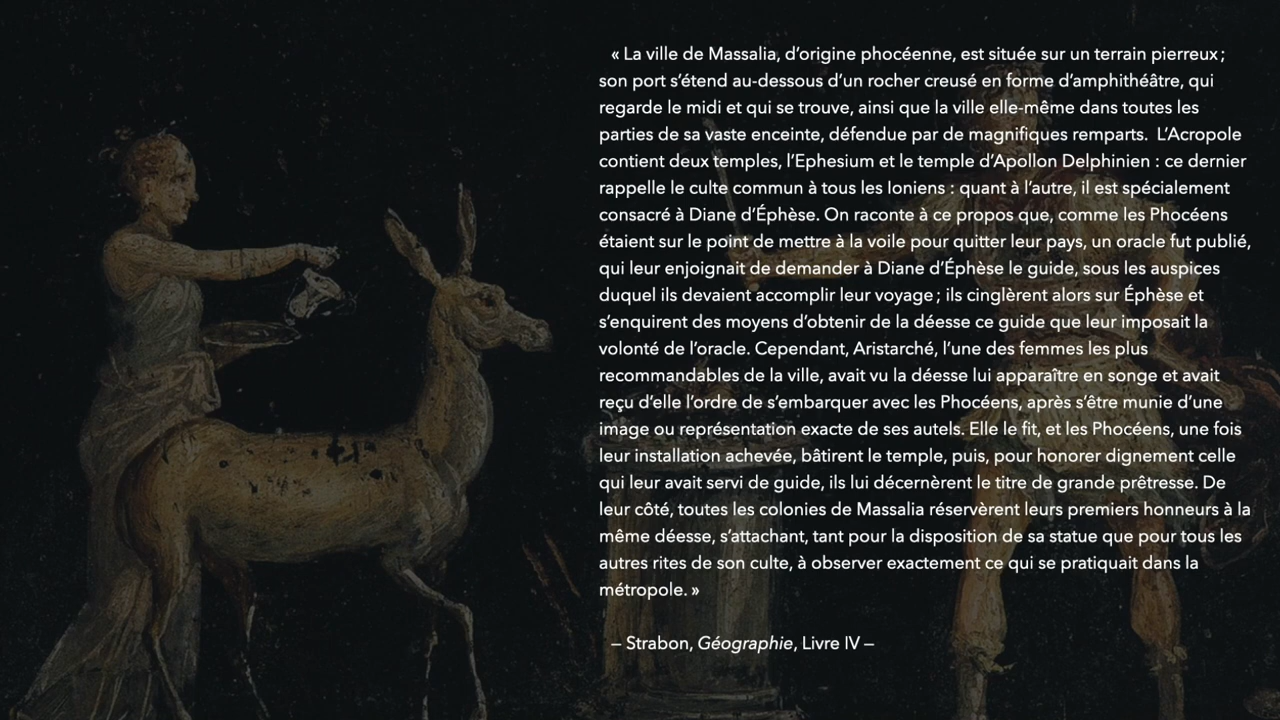 « La ville de Massalia, d’origine phocéenne, est située sur un terrain pierreux ;
son port s’étend au-dessous d’un rocher creusé en forme d’amphithéâtre, qui
regarde le midi et qui se trouve, ainsi que la ville elle-même dans toutes les
parties de sa vaste enceinte, défendue par de magnifiques remparts.  L’Acropole
contient deux temples, l’Ephesium et le temple d’Apollon Delphinien : ce dernier
rappelle le culte commun à tous les Ioniens : quant à l’autre, il est spécialement
consacré à Diane d’Éphèse. On raconte à ce propos que, comme les Phocéens
étaient sur le point de mettre à la voile pour quitter leur pays, un oracle fut publié,
qui leur enjoignait de demander à Diane d’Éphèse le guide, sous les auspices
duquel ils devaient accomplir leur voyage ; ils cinglèrent alors sur Éphèse et
s’enquirent des moyens d’obtenir de la déesse ce guide que leur imposait la
volonté de l’oracle. Cependant, Aristarché, l’une des femmes les plus
recommandables de la ville, avait vu la déesse lui apparaître en songe et avait
reçu d’elle l’ordre de s’embarquer avec les Phocéens, après s’être munie d’une
image ou représentation exacte de ses autels. Elle le fit, et les Phocéens, une fois
leur installation achevée, bâtirent le temple, puis, pour honorer dignement celle
qui leur avait servi de guide, ils lui décernèrent le titre de grande prêtresse. De
leur côté, toutes les colonies de Massalia réservèrent leurs premiers honneurs à la
même déesse, s’attachant, tant pour la disposition de sa statue que pour tous les
autres rites de son culte, à observer exactement ce qui se pratiquait dans la
métropole. »
– Strabon, Géographie, Livre IV –